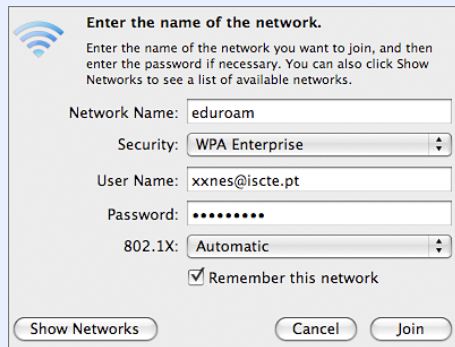 Enter the name of the network.
Enter the name of the network you want to join, and then
enter the password if necessary. You can also click Show
Networks to see a list of available networks.
Network Name: eduroam
Security: WPA Enterprise
User Name: xxnes@iscte.pt
Password: •••••••••
802.1X: Automatic
Remember this network
Show Networks Cancel Join